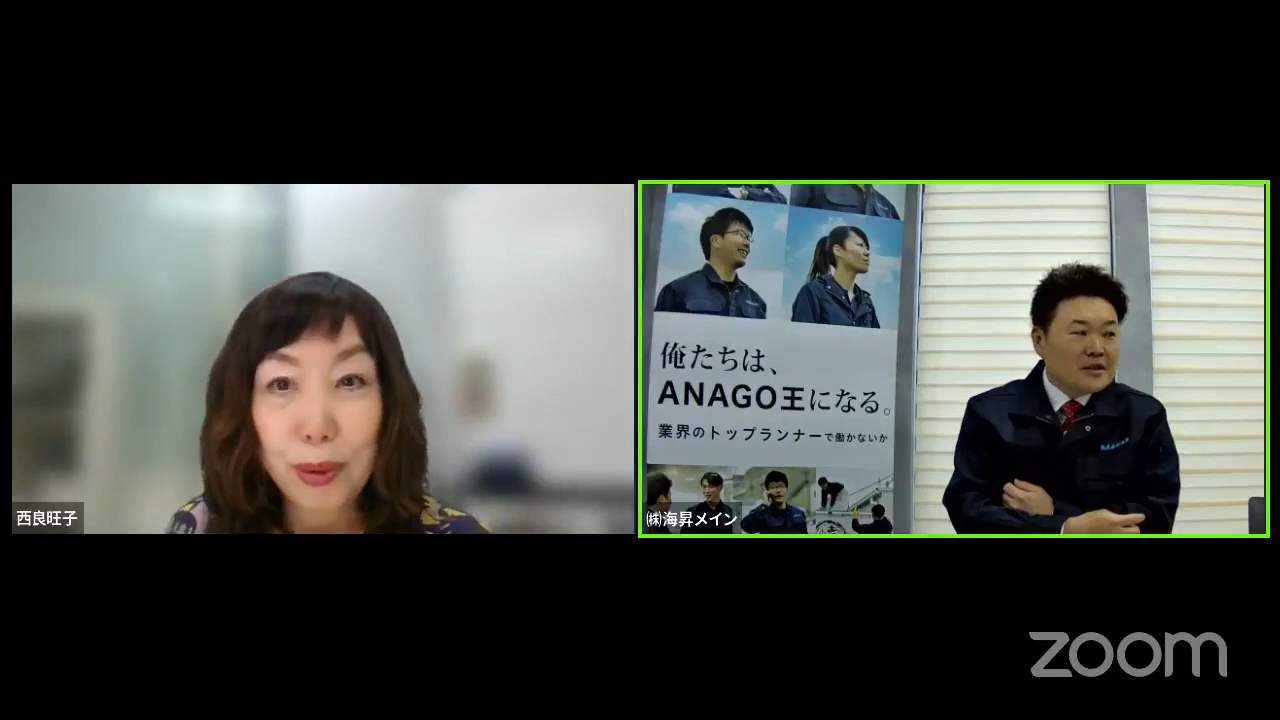 俺たちは、
ANAGO王になる。
業界のトップランナーで働かないか
西良旺子
㈱海昇メイン
zoom